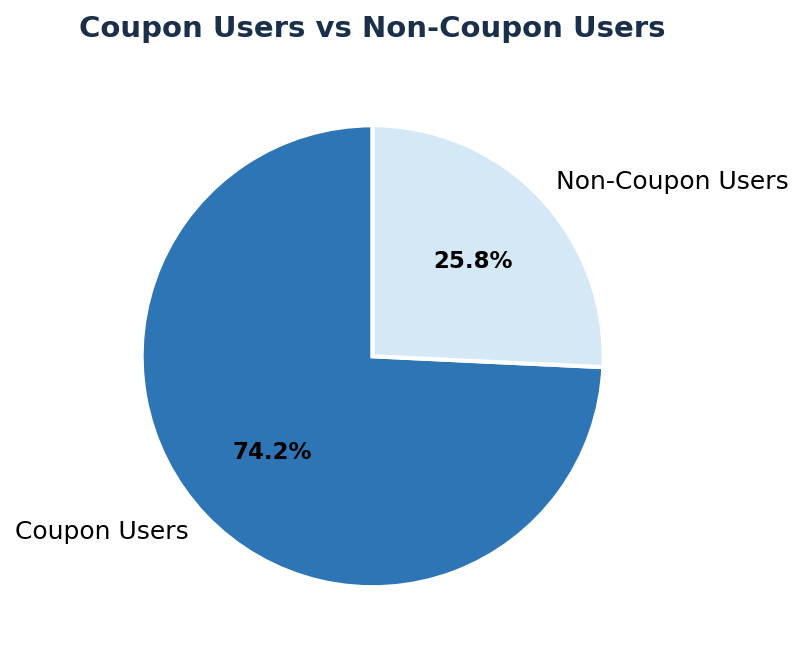 Coupon Users vs Non-Coupon Users
Non-Coupon Users
25.8%
74.2%
Coupon Users